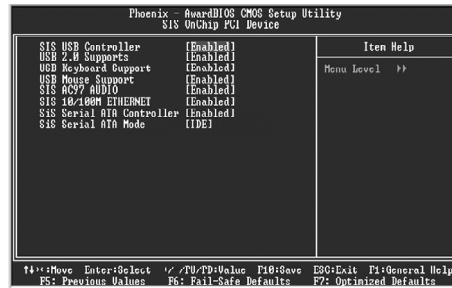 Phoenix - AwardBIOS CMOS Setup Utility
SIS OnChip PCI Device
SIS USB Controller [Enabled]
USB 2.0 Supports [Enabled]
USB Keyboard Support [Enabled]
USB Mouse Support [Enabled]
SIS AC97 AUDIO [Enabled]
SIS 10/100M ETHERNET [Enabled]
SiS Serial ATA Controller [Enabled]
SiS Serial ATA Mode [IDE]
Item Help
Menu Level ▸▸
:Move Enter:Select :Value F10:Save ESC:Exit F1:General Help
F5: Previous Values F6: Fail-Safe Defaults F7: Optimized Defaults